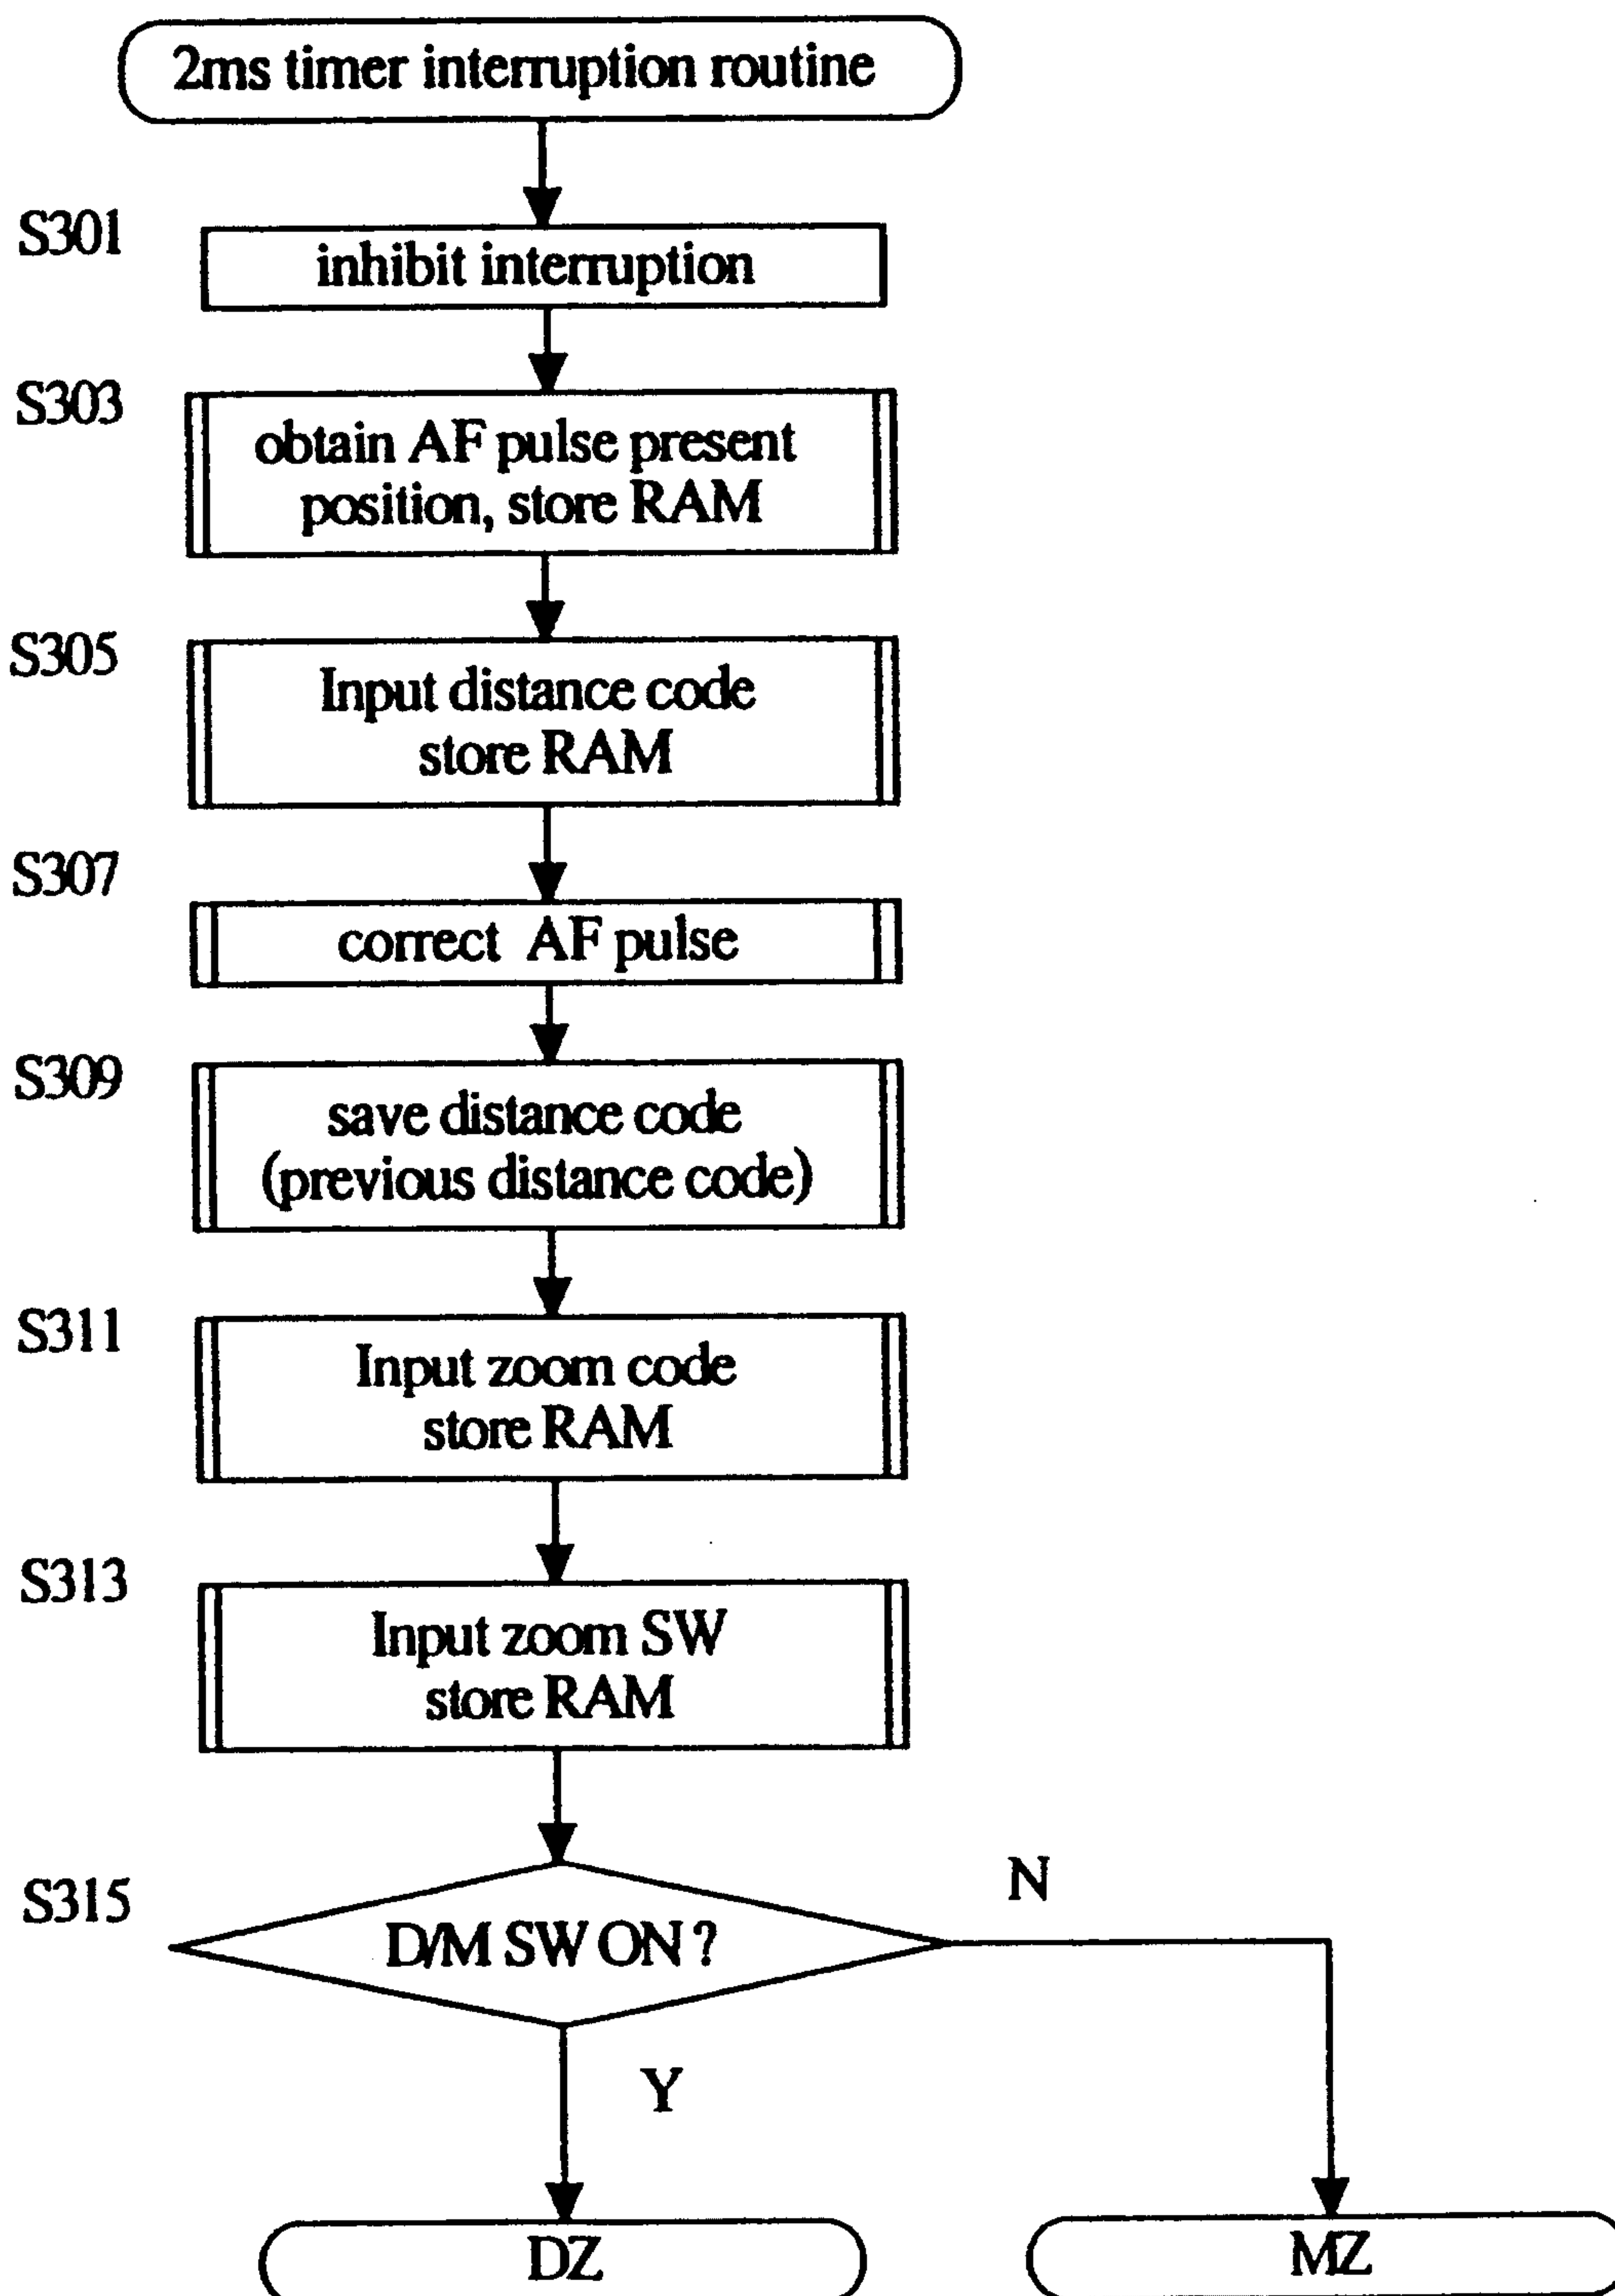 2ms timer interruption routine
S301
inhibit interruption
S303
obtain AF pulse present
position, store RAM
S305
Input distance code
store RAM
S307
correct AF pulse
S309
save distance code
(previous distance code)
S311
Input zoom code
store RAM
S313
Input zoom SW
store RAM
S315
D/M SW ON ?
N
Y
DZ
MZ